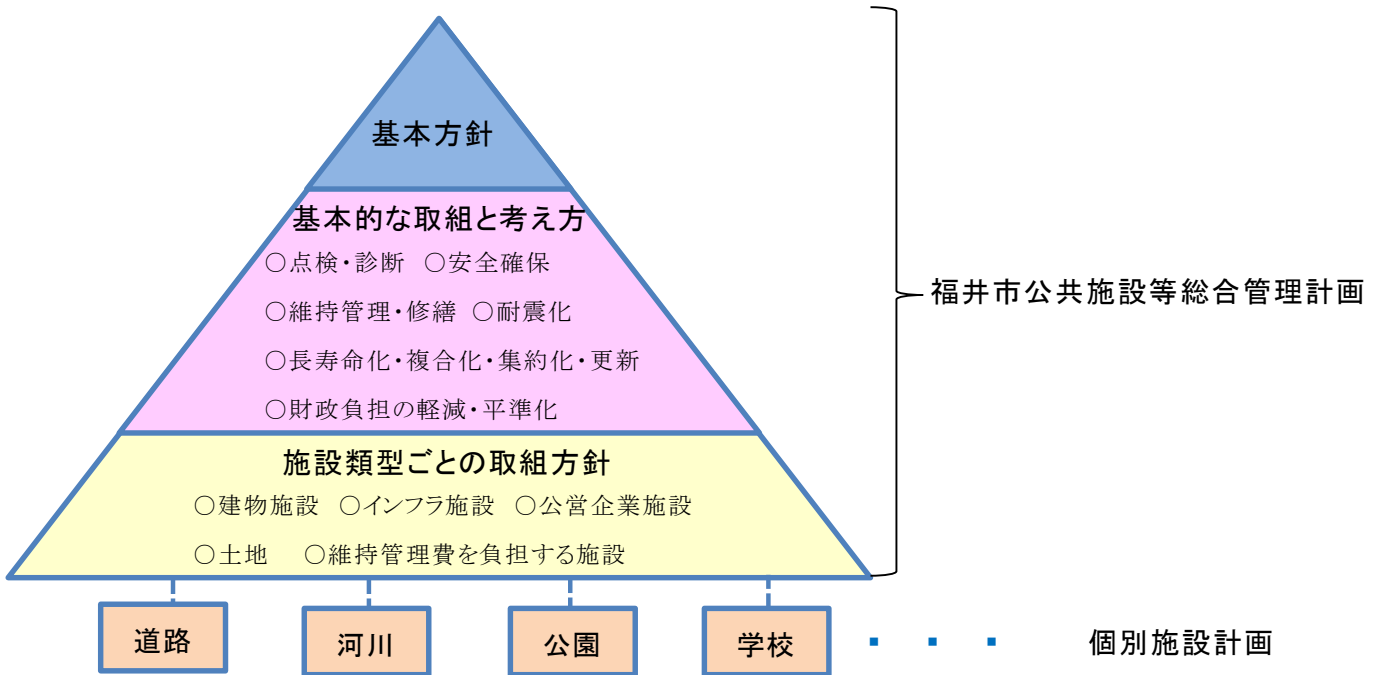 基本方針
基本的な取組と考え方
○点検・診断 ○安全確保
○維持管理・修繕 ○耐震化
○長寿命化・複合化・集約化・更新
○財政負担の軽減・平準化
施設類型ごとの取組方針
○建物施設 ○インフラ施設 ○公営企業施設
○土地 ○維持管理費を負担する施設
福井市公共施設等総合管理計画
道路 河川 公園 学校 ・ ・ ・ 個別施設計画